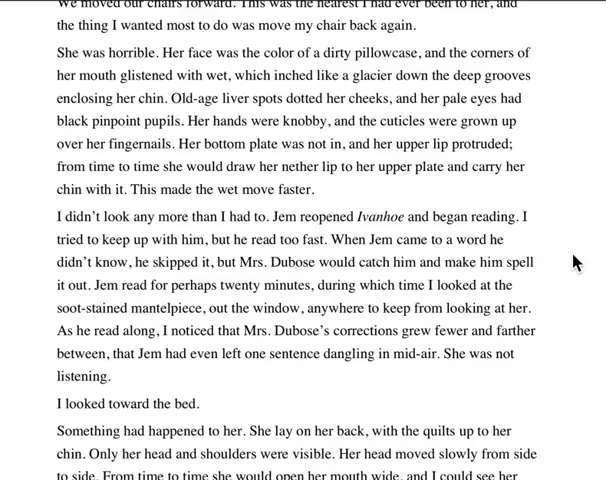 We moved our chairs forward. This was the nearest I had ever been to her, and
the thing I wanted most to do was move my chair back again.
She was horrible. Her face was the color of a dirty pillowcase, and the corners of
her mouth glistened with wet, which inched like a glacier down the deep grooves
enclosing her chin. Old-age liver spots dotted her cheeks, and her pale eyes had
black pinpoint pupils. Her hands were knobby, and the cuticles were grown up
over her fingernails. Her bottom plate was not in, and her upper lip protruded;
from time to time she would draw her nether lip to her upper plate and carry her
chin with it. This made the wet move faster.
I didn’t look any more than I had to. Jem reopened Ivanhoe and began reading. I
tried to keep up with him, but he read too fast. When Jem came to a word he
didn’t know, he skipped it, but Mrs. Dubose would catch him and make him spell
it out. Jem read for perhaps twenty minutes, during which time I looked at the
soot-stained mantelpiece, out the window, anywhere to keep from looking at her.
As he read along, I noticed that Mrs. Dubose’s corrections grew fewer and farther
between, that Jem had even left one sentence dangling in mid-air. She was not
listening.
I looked toward the bed.
Something had happened to her. She lay on her back, with the quilts up to her
chin. Only her head and shoulders were visible. Her head moved slowly from side
to side. From time to time she would open her mouth wide, and I could see her